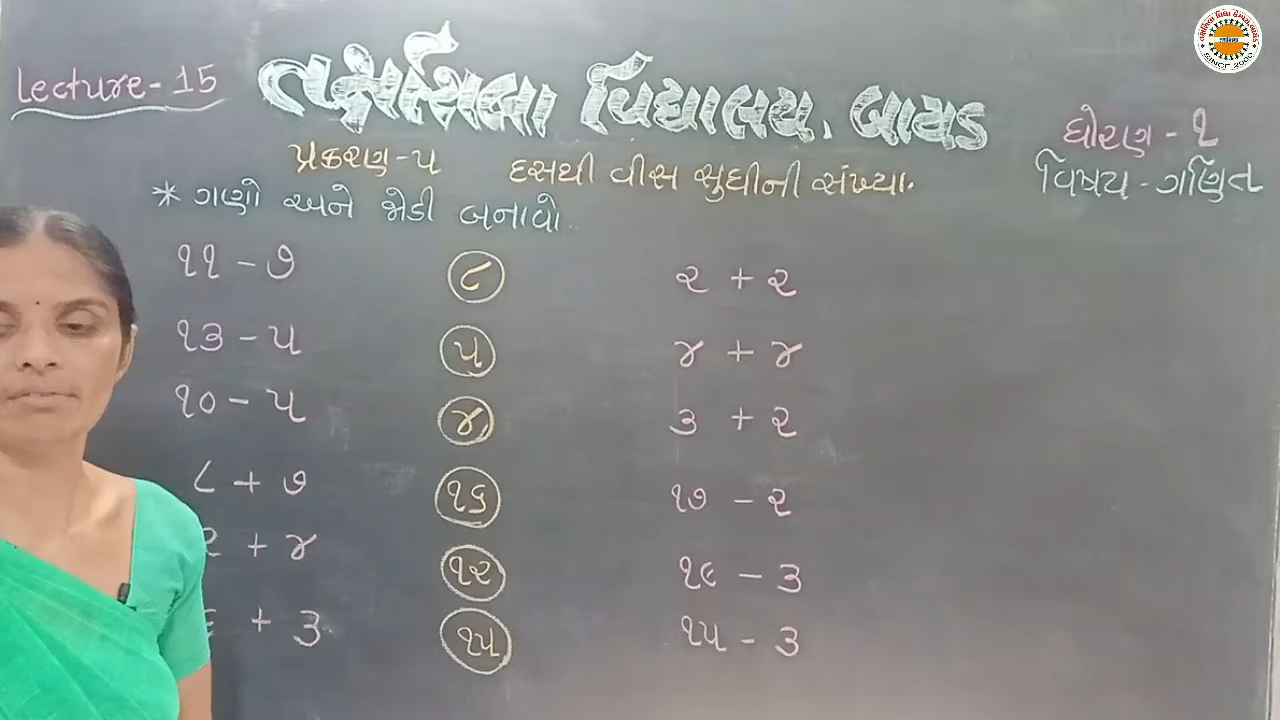 Lecture-15
તક્ષશિલા વિદ્યાલય. બાયડ
ધોરણ - ૧
પ્રકરણ-૫ દસથી વીસ સુધીની સંખ્યા.
વિષય - ગણિત
* ગણો અને જોડી બનાવો.
૧૧ - ૭ ૮ ૨ + ૨
૧૩ - ૫ ૫ ૪ + ૪
૧૦ - ૫ ૪ ૩ + ૨
૮ + ૭ ૧૬ ૧૭ - ૨
+ ૪ ૧૨ ૧૯ - ૩
+ ૩ ૧૫ ૧૫ - ૩
SINCE 2000